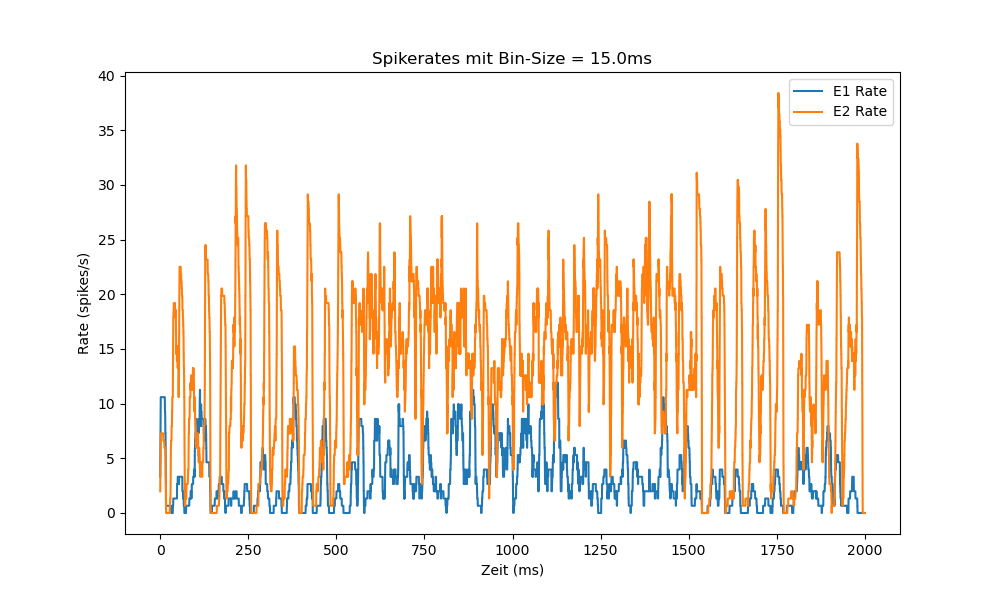 Spikerates mit Bin-Size = 15.0ms
E1 Rate
E2 Rate
Rate (spikes/s)
40
35
30
25
20
15
10
5
0
0 250 500 750 1000 1250 1500 1750 2000
Zeit (ms)